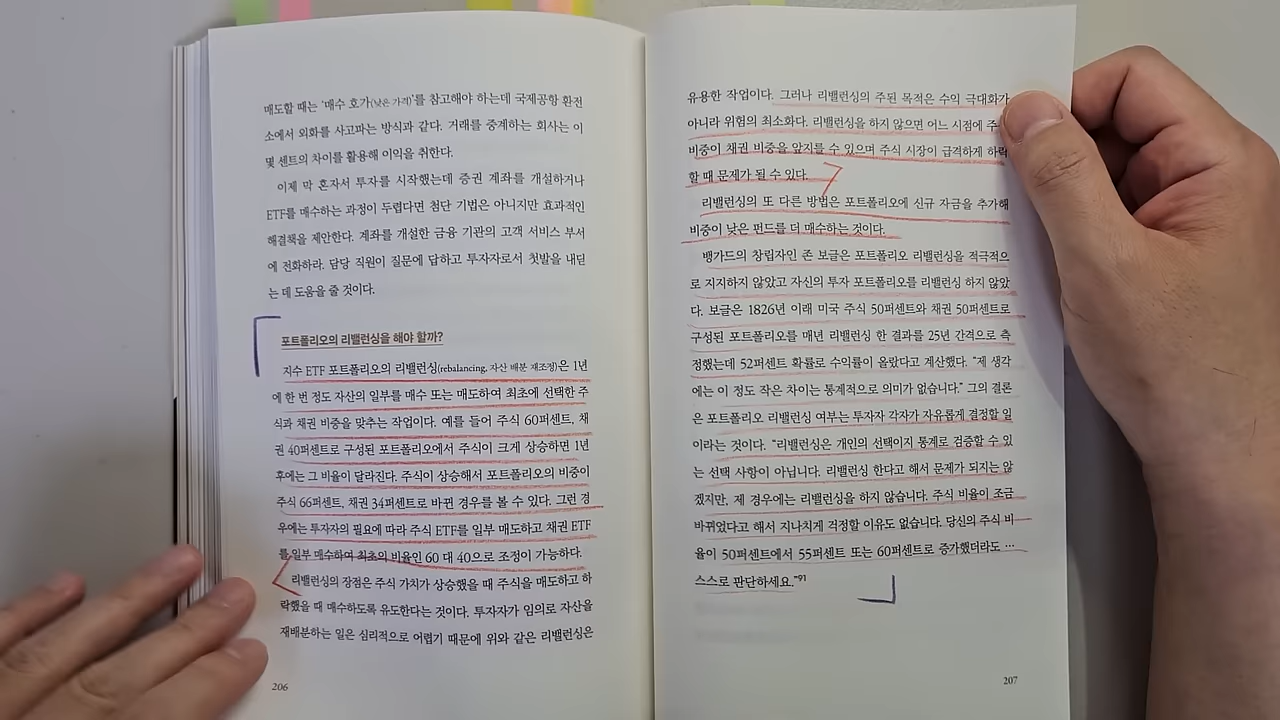 매도할 때는 ‘매수 호가(낮은 가격)’를 참고해야 하는데 국제공항 환전
소에서 외화를 사고파는 방식과 같다. 거래를 중계하는 회사는 이
몇 센트의 차이를 활용해 이익을 취한다.
이제 막 혼자서 투자를 시작했는데 증권 계좌를 개설하거나
ETF를 매수하는 과정이 두렵다면 첨단 기법은 아니지만 효과적인
해결책을 제안한다. 계좌를 개설한 금융 기관의 고객 서비스 부서
에 전화하라. 담당 직원이 질문에 답하고 투자자로서 첫발을 내딛
는 데 도움을 줄 것이다.
포트폴리오의 리밸런싱을 해야 할까?
지수 ETF 포트폴리오의 리밸런싱(rebalancing, 자산 배분 재조정)은 1년
에 한 번 정도 자산의 일부를 매수 또는 매도하여 최초에 선택한 주
식과 채권 비중을 맞추는 작업이다. 예를 들어 주식 60퍼센트, 채
권 40퍼센트로 구성된 포트폴리오에서 주식이 크게 상승하면 1년
후에는 그 비율이 달라진다. 주식이 상승해서 포트폴리오의 비중이
주식 66퍼센트, 채권 34퍼센트로 바뀐 경우를 볼 수 있다. 그런 경
우에는 투자자의 필요에 따라 주식 ETF를 일부 매도하고 채권 ETF
를 일부 매수하여 최초의 비율인 60 대 40으로 조정이 가능하다.
리밸런싱의 장점은 주식 가치가 상승했을 때 주식을 매도하고 하
락했을 때 매수하도록 유도한다는 것이다. 투자자가 임의로 자산을
재배분하는 일은 심리적으로 어렵기 때문에 위와 같은 리밸런싱은
206
유용한 작업이다. 그러나 리밸런싱의 주된 목적은 수익 극대화가
아니라 위험의 최소화다. 리밸런싱을 하지 않으면 어느 시점에 주
비중이 채권 비중을 앞지를 수 있으며 주식 시장이 급격하게 하락
할 때 문제가 될 수 있다.
리밸런싱의 또 다른 방법은 포트폴리오에 신규 자금을 추가해
비중이 낮은 펀드를 더 매수하는 것이다.
뱅가드의 창립자인 존 보글은 포트폴리오 리밸런싱을 적극적으
로 지지하지 않았고 자신의 투자 포트폴리오를 리밸런싱 하지 않았
다. 보글은 1826년 이래 미국 주식 50퍼센트와 채권 50퍼센트로
구성된 포트폴리오를 매년 리밸런싱 한 결과를 25년 간격으로 측
정했는데 52퍼센트 확률로 수익률이 올랐다고 계산했다. “제 생각
에는 이 정도 작은 차이는 통계적으로 의미가 없습니다.” 그의 결론
은 포트폴리오 리밸런싱 여부는 투자자 각자가 자유롭게 결정할 일
이라는 것이다. “리밸런싱은 개인의 선택이지 통계로 검증할 수 있
는 선택 사항이 아닙니다. 리밸런싱 한다고 해서 문제가 되지는 않
겠지만, 제 경우에는 리밸런싱을 하지 않습니다. 주식 비율이 조금
바뀌었다고 해서 지나치게 걱정할 이유도 없습니다. 당신의 주식 비
율이 50퍼센트에서 55퍼센트 또는 60퍼센트로 증가했더라도 …
스스로 판단하세요.”91
207